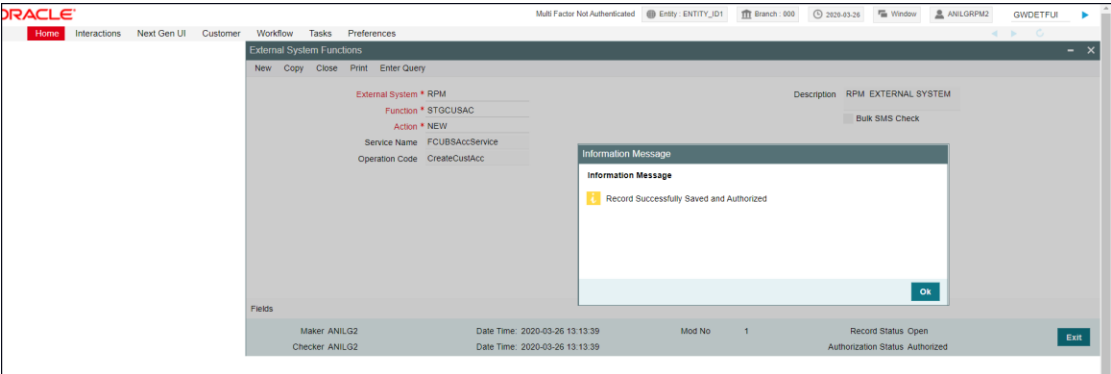 ORACLE
Multi Factor Not Authenticated Entity : ENTITY_ID1 Branch : 000 2020-03-26 Window ANILGRPM2 GWDETFUI
Home Interactions Next Gen UI Customer Workflow Tasks Preferences
External System Functions
New Copy Close Print Enter Query
External System * RPM
Description RPM EXTERNAL SYSTEM
Function * STGCUSAC
Bulk SMS Check
Action * NEW
Service Name FCUBSAccService
Operation Code CreateCustAcc
Information Message
Information Message
Record Successfully Saved and Authorized
Ok
Fields
Maker ANILG2 Date Time: 2020-03-26 13:13:39 Mod No 1 Record Status Open
Checker ANILG2 Date Time: 2020-03-26 13:13:39 Authorization Status Authorized
Exit